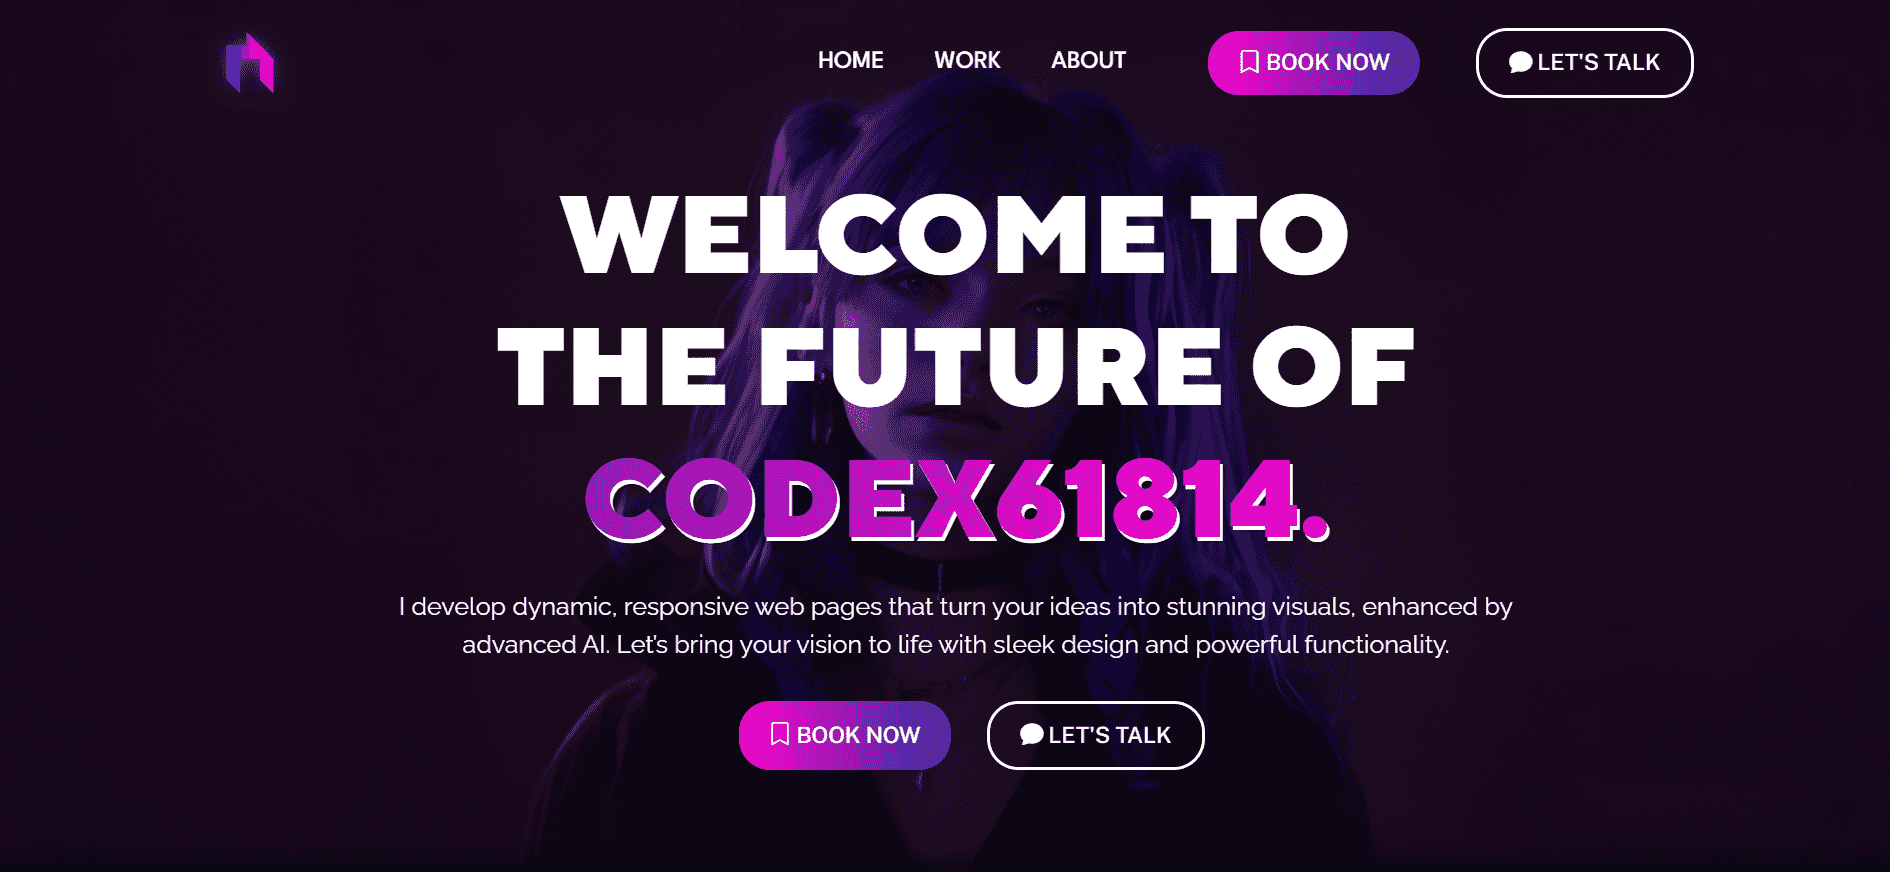 HOME WORK ABOUT BOOK NOW LET'S TALK
WELCOME TO
THE FUTURE OF
CODEX61814.
I develop dynamic, responsive web pages that turn your ideas into stunning visuals, enhanced by
advanced AI. Let's bring your vision to life with sleek design and powerful functionality.
BOOK NOW LET'S TALK